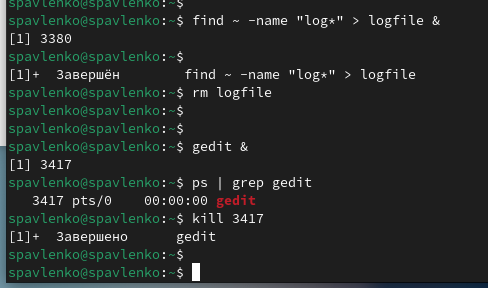 spavlenko@spavlenko:~$
spavlenko@spavlenko:~$ find ~ -name "log*" > logfile &
[1] 3380
spavlenko@spavlenko:~$
[1]+  Завершён        find ~ -name "log*" > logfile
spavlenko@spavlenko:~$ rm logfile
spavlenko@spavlenko:~$
spavlenko@spavlenko:~$
spavlenko@spavlenko:~$ gedit &
[1] 3417
spavlenko@spavlenko:~$ ps | grep gedit
   3417 pts/0    00:00:00 gedit
spavlenko@spavlenko:~$ kill 3417
[1]+  Завершено      gedit
spavlenko@spavlenko:~$
spavlenko@spavlenko:~$